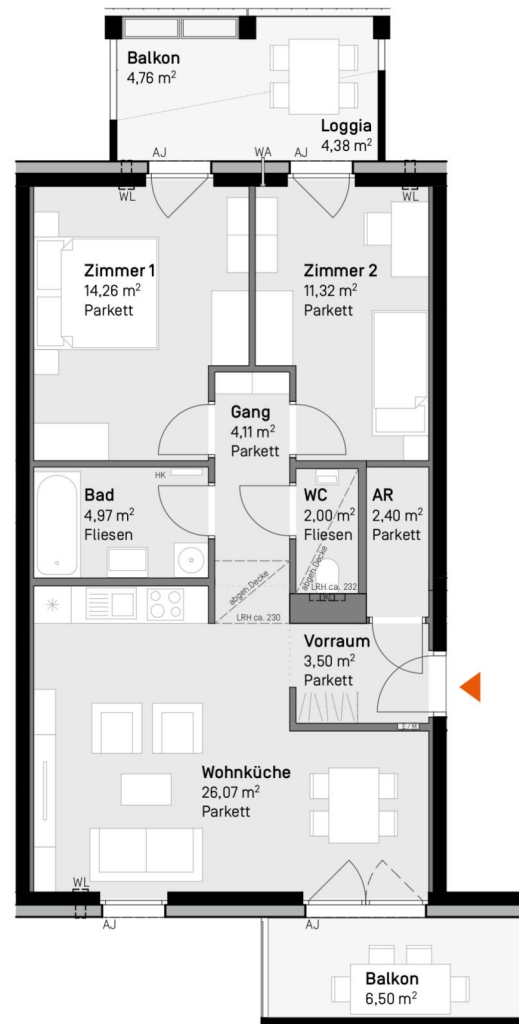 Balkon
4,76 m²
Loggia
4,38 m²
AJ
WA
AJ
WL
WL
Zimmer 1
14,26 m²
Parkett
Zimmer 2
11,32 m²
Parkett
Gang
4,11 m²
Parkett
HK
Bad
4,97 m²
Fliesen
WC
2,00 m²
Fliesen
AR
2,40 m²
Parkett
abgeh. Decke
LRH ca. 230
abgeh. Decke
LRH ca. 232
Vorraum
3,50 m²
Parkett
Wohnküche
26,07 m²
Parkett
WL
AJ
AJ
Balkon
6,50 m²